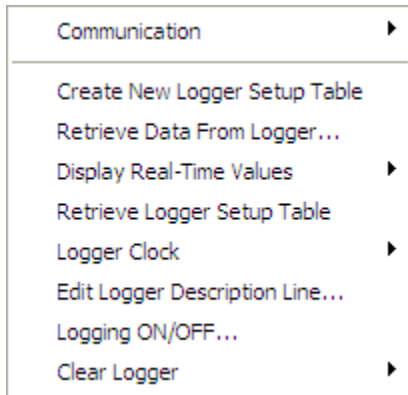 Communication
Create New Logger Setup Table
Retrieve Data From Logger...
Display Real-Time Values
Retrieve Logger Setup Table
Logger Clock
Edit Logger Description Line...
Logging ON/OFF...
Clear Logger